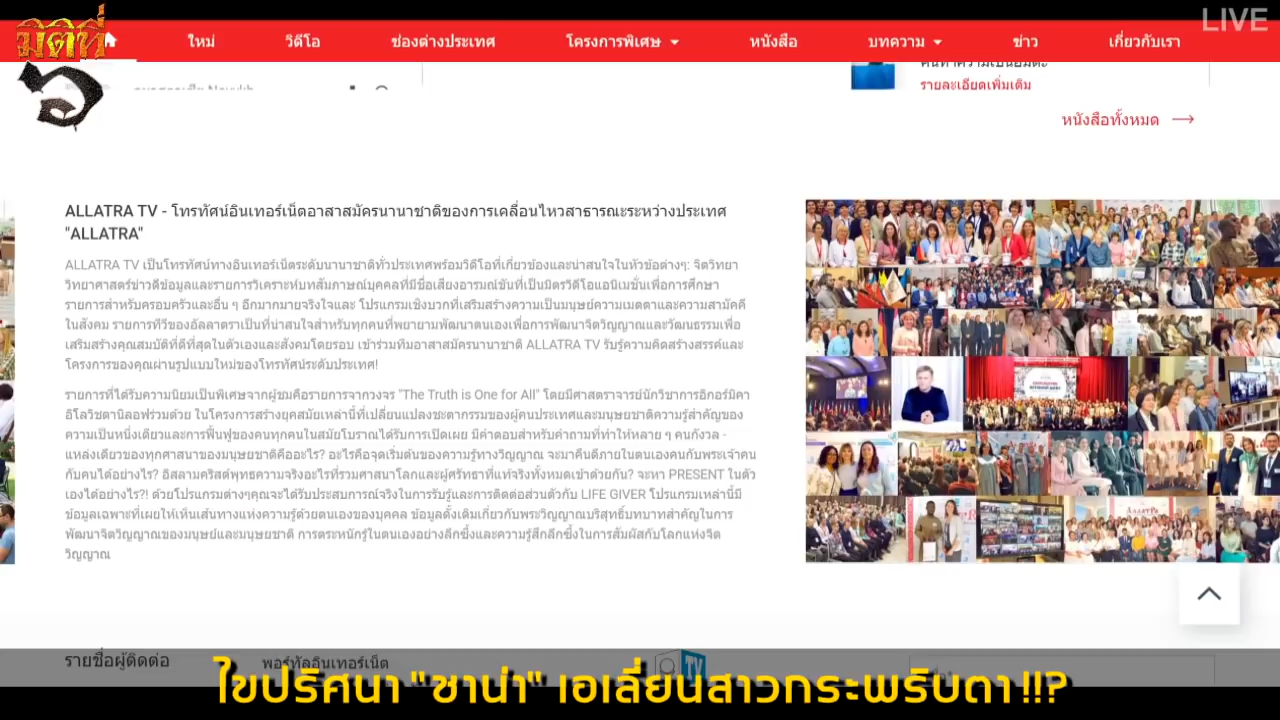 LIVE
มิติที่ ๖
ใหม่ วิดีโอ ช่องต่างประเทศ โครงการพิเศษ หนังสือ บทความ ข่าว เกี่ยวกับเรา
รายละเอียดเพิ่มเติม
หนังสือทั้งหมด
ALLATRA TV - โทรทัศน์อินเทอร์เน็ตอาสาสมัครนานาชาติของการเคลื่อนไหวสาธารณะระหว่างประเทศ
"ALLATRA"
ALLATRA TV เป็นโทรทัศน์ทางอินเทอร์เน็ตระดับนานาชาติทั่วประเทศพร้อมวิดีโอที่เกี่ยวข้องและน่าสนใจในหัวข้อต่างๆ: จิตวิทยา
วิทยาศาสตร์ข่าวดีข้อมูลและรายการวิเคราะห์บทสัมภาษณ์บุคคลที่มีชื่อเสียงอารมณ์ขันที่เป็นมิตรวิดีโอแอนิเมชั่นเพื่อการศึกษา
รายการสำหรับครอบครัวและอื่น ๆ อีกมากมายจริงใจและ โปรแกรมเชิงบวกที่เสริมสร้างความเป็นมนุษย์ความเมตตาและความสามัคคี
ในสังคม รายการทีวีของอัลลาตราเป็นที่น่าสนใจสำหรับทุกคนที่พยายามพัฒนาตนเองเพื่อการพัฒนาจิตวิญญาณและวัฒนธรรมเพื่อ
เสริมสร้างคุณสมบัติที่ดีที่สุดในตัวเองและสังคมโดยรอบ เข้าร่วมทีมอาสาสมัครนานาชาติ ALLATRA TV รับรู้ความคิดสร้างสรรค์และ
โครงการของคุณผ่านรูปแบบใหม่ของโทรทัศน์ระดับประเทศ!
รายการที่ได้รับความนิยมเป็นพิเศษจากผู้ชมคือรายการจากวงจร "The Truth is One for All" โดยมีศาสตราจารย์นักวิชาการอิกอร์มิคา
อิโลวิชดานิลอฟร่วมด้วย ในโครงการสร้างยุคสมัยเหล่านี้ที่เปลี่ยนแปลงชะตากรรมของผู้คนประเทศและมนุษยชาติความรู้สำคัญของ
ความเป็นหนึ่งเดียวและการฟื้นฟูของคนทุกคนในสมัยโบราณได้รับการเปิดเผย มีคำตอบสำหรับคำถามที่ทำให้หลาย ๆ คนกังวล -
แหล่งเดียวของทุกศาสนาของมนุษยชาติคืออะไร? อะไรคือจุดเริ่มต้นของความรู้ทางวิญญาณ จะมาคืนดีภายในตนเองคนกับพระเจ้าคน
กับคนได้อย่างไร? อิสลามคริสต์พุทธความจริงอะไรที่รวมศาสนาโลกและผู้ศรัทธาที่แท้จริงทั้งหมดเข้าด้วยกัน? จะหา PRESENT ในตัว
เองได้อย่างไร?! ด้วยโปรแกรมต่างๆคุณจะได้รับประสบการณ์จริงในการรับรู้และการติดต่อส่วนตัวกับ LIFE GIVER โปรแกรมเหล่านี้มี
ข้อมูลเฉพาะที่เผยให้เห็นเส้นทางแห่งความรู้ด้วยตนเองของบุคคล ข้อมูลดั้งเดิมเกี่ยวกับพระวิญญาณบริสุทธิ์บทบาทสำคัญในการ
พัฒนาจิตวิญญาณของมนุษย์และมนุษยชาติ การตระหนักรู้ในตนเองอย่างลึกซึ้งและความรู้สึกลึกซึ้งในการสัมผัสกับโลกแห่งจิต
วิญญาณ
รายชื่อผู้ติดต่อ พอร์ทัลอินเทอร์เน็ต TV
ไขปริศนา "ชาน่า" เอเลี่ยนสาวกระพริบตา !!?